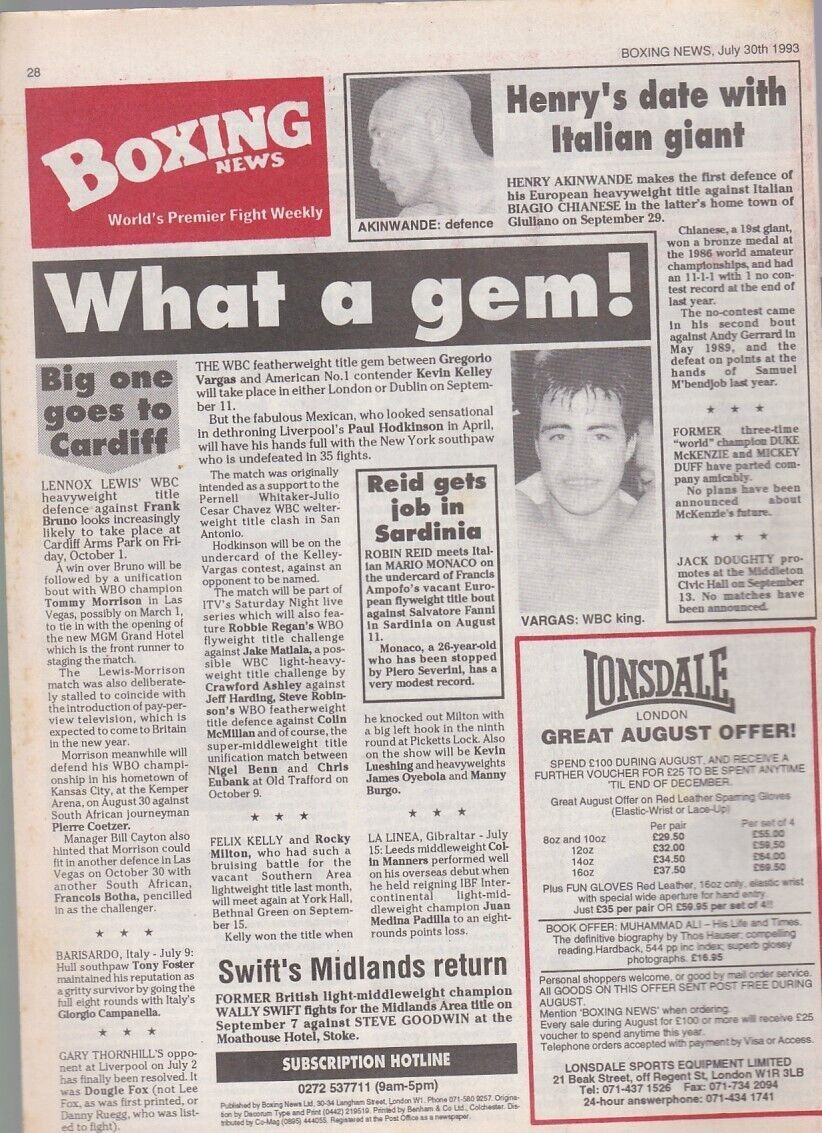 28
BOXING NEWS, July 30th 1993
BOXING
NEWS
World's Premier Fight Weekly
AKINWANDE: defence
Henry's date with
Italian giant
HENRY AKINWANDE makes the first defence of
his European heavyweight title against Italian
BIAGIO CHIANESE in the latter's home town of
Giuliano on September 29.
Chianese, a 19st giant,
won a bronze medal at
the 1986 world amateur
championships, and had
an 11-1-1 with 1 no con-
test record at the end of
last year.
The no-contest came
in his second bout
against Andy Gerrard in
May 1989, and the
defeat on points at the
hands of Samuel
M'bendjob last year.
★ ★ ★
FORMER three-time
"world" champion DUKE
McKENZIE and MICKEY
DUFF have parted com-
pany amicably.
No plans have been
announced about
McKenzie's future.
★ ★ ★
JACK DOUGHTY pro-
motes at the Middleton
Civic Hall on September
13. No matches have
been announced.
What a gem!
Big one
goes to
Cardiff
LENNOX LEWIS' WBC
heavyweight title
defence against Frank
Bruno looks increasingly
likely to take place at
Cardiff Arms Park on Fri-
day, October 1.
A win over Bruno will be
followed by a unification
bout with WBO champion
Tommy Morrison in Las
Vegas, possibly on March 1,
to tie in with the opening of
the new MGM Grand Hotel
which is the front runner to
staging the match.
The Lewis-Morrison
match was also deliberate-
ly stalled to coincide with
the introduction of pay-per-
view television, which is
expected to come to Britain
in the new year.
Morrison meanwhile will
defend his WBO champi-
onship in his hometown of
Kansas City, at the Kemper
Arena, on August 30 against
South African journeyman
Pierre Coetzer.
Manager Bill Cayton also
hinted that Morrison could
fit in another defence in Las
Vegas on October 30 with
another South African,
Francois Botha, pencilled
in as the challenger.
★ ★ ★
BARISARDO, Italy - July 9:
Hull southpaw Tony Foster
maintained his reputation as
a gritty survivor by going the
full eight rounds with Italy's
Giorgio Campanella.
★ ★ ★
GARY THORNHILL'S oppo-
nent at Liverpool on July 2
has finally been resolved. It
was Dougie Fox (not Lee
Fox, as was first printed, or
Danny Ruegg, who was list-
ed to fight).
THE WBC featherweight title gem between Gregorio
Vargas and American No.1 contender Kevin Kelley
will take place in either London or Dublin on Septem-
ber 11.
But the fabulous Mexican, who looked sensational
in dethroning Liverpool's Paul Hodkinson in April,
will have his hands full with the New York southpaw
who is undefeated in 35 fights.
The match was originally
intended as a support to the
Pernell Whitaker-Julio
Cesar Chavez WBC welter-
weight title clash in San
Antonio.
Hodkinson will be on the
undercard of the Kelley-
Vargas contest, against an
opponent to be named.
The match will be part of
ITV's Saturday Night live
series which will also fea-
ture Robbie Regan's WBO
flyweight title challenge
against Jake Matlala, a pos-
sible WBC light-heavy-
weight title challenge by
Crawford Ashley against
Jeff Harding, Steve Robin-
son's WBO featherweight
title defence against Colin
McMillan and of course, the
super-middleweight title
unification match between
Nigel Benn and Chris
Eubank at Old Trafford on
October 9.
★ ★ ★
FELIX KELLY and Rocky
Milton, who had such a
bruising battle for the
vacant Southern Area
lightweight title last month,
will meet again at York Hall,
Bethnal Green on Septem-
ber 15.
Kelly won the title when
Reid gets
job in
Sardinia
ROBIN REID meets Ital-
ian MARIO MONACO on
the undercard of Francis
Ampofo's vacant Euro-
pean flyweight title bout
against Salvatore Fanni
in Sardinia on August
11.
Monaco, a 26-year-old
who has been stopped
by Piero Severini, has a
very modest record.
he knocked out Milton with
a big left hook in the ninth
round at Picketts Lock. Also
on the show will be Kevin
Lueshing and heavyweights
James Oyebola and Manny
Burgo.
★ ★ ★
LA LINEA, Gibraltar - July
15: Leeds middleweight Col-
in Manners performed well
on his overseas debut when
he held reigning IBF Inter-
continental light-mid-
dleweight champion Juan
Medina Padilla to an eight-
rounds points loss.
VARGAS: WBC king.
Swift's Midlands return
FORMER British light-middleweight champion
WALLY SWIFT fights for the Midlands Area title on
September 7 against STEVE GOODWIN at the
Moathouse Hotel, Stoke.
SUBSCRIPTION HOTLINE
0272 537711 (9am-5pm)
Published by Boxing News Ltd, 30-34 Langham Street, London W1. Phone 071-580 9257. Origina-
tion by Decorum Type and Print (0442) 219519. Printed by Benham & Co Ltd., Colchester. Dis-
tributed by Co-Mag (0895) 444055. Registered at the Post Office as a newspaper.
LONSDALE
LONDON
GREAT AUGUST OFFER!
SPEND £100 DURING AUGUST, AND RECEIVE A
FURTHER VOUCHER FOR £25 TO BE SPENT ANYTIME
'TIL END OF DECEMBER.
Great August Offer on Red Leather Sparring Gloves
(Elastic-Wrist or Lace-Up)
Per pair Per set of 4
8oz and 10oz £29.50 £55.00
12oz £32.00 £59.50
14oz £34.50 £64.00
16oz £37.50 £69.50
Plus FUN GLOVES Red Leather, 16oz only, elastic wrist
with special wide aperture for hand entry.
Just £35 per pair OR £59.95 per set of 4!!
BOOK OFFER: MUHAMMAD ALI – His Life and Times.
The definitive biography by Thos Hauser; compelling
reading.Hardback, 544 pp inc index; superb glossy
photographs. £16.95
Personal shoppers welcome, or good by mail order service.
All GOODS ON THIS OFFER SENT POST FREE DURING
AUGUST.
Mention 'BOXING NEWS' when ordering.
Every sale during August for £100 or more will receive £25
voucher to spend anytime this year.
Telephone orders accepted with payment by Visa or Access.
LONSDALE SPORTS EQUIPMENT LIMITED
21 Beak Street, off Regent St, London W1R 3LB
Tel: 071-437 1526 Fax: 071-734 2094
24-hour answerphone: 071-434 1741